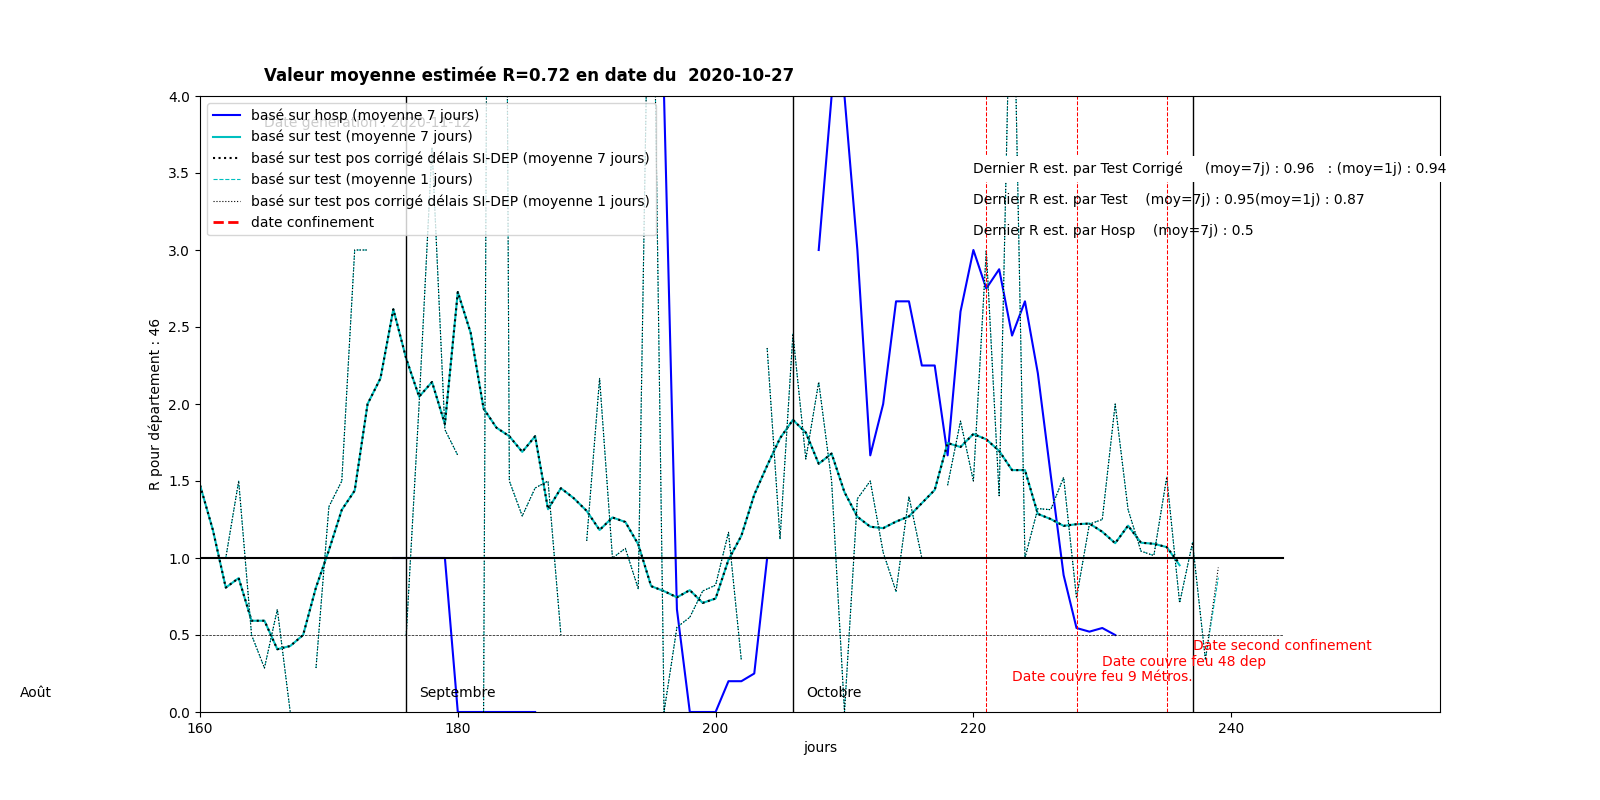 Valeur moyenne estimée R=0.72 en date du  2020-10-27
Date génération : 2020-11-12
basé sur hosp (moyenne 7 jours)
basé sur test (moyenne 7 jours)
basé sur test pos corrigé délais SI-DEP (moyenne 7 jours)
basé sur test (moyenne 1 jours)
basé sur test pos corrigé délais SI-DEP (moyenne 1 jours)
date confinement
Dernier R est. par Test Corrigé (moy=7j) : 0.96 : (moy=1j) : 0.94
Dernier R est. par Test (moy=7j) : 0.95(moy=1j) : 0.87
Dernier R est. par Hosp (moy=7j) : 0.5
4.0
3.5
3.0
2.5
2.0
1.5
1.0
0.5
0.0
R pour département : 46
Date second confinement
Date couvre feu 48 dep
Date couvre feu 9 Métros.
Août
Septembre
Octobre
160
180
200
220
240
jours